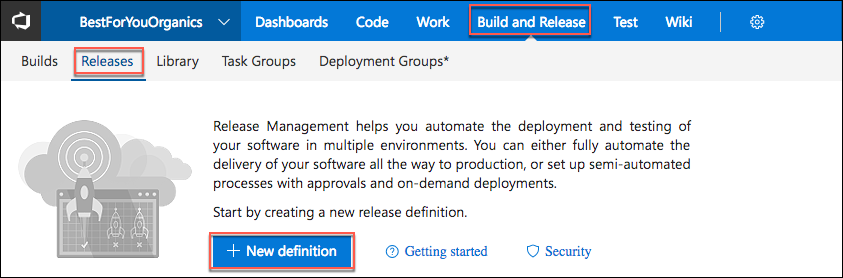 BestForYouOrganics Dashboards Code Work Build and Release Test Wiki
Builds Releases Library Task Groups Deployment Groups*
Release Management helps you automate the deployment and testing of
your software in multiple environments. You can either fully automate the
delivery of your software all the way to production, or set up semi-automated
processes with approvals and on-demand deployments.
Start by creating a new release definition.
+ New definition Getting started Security